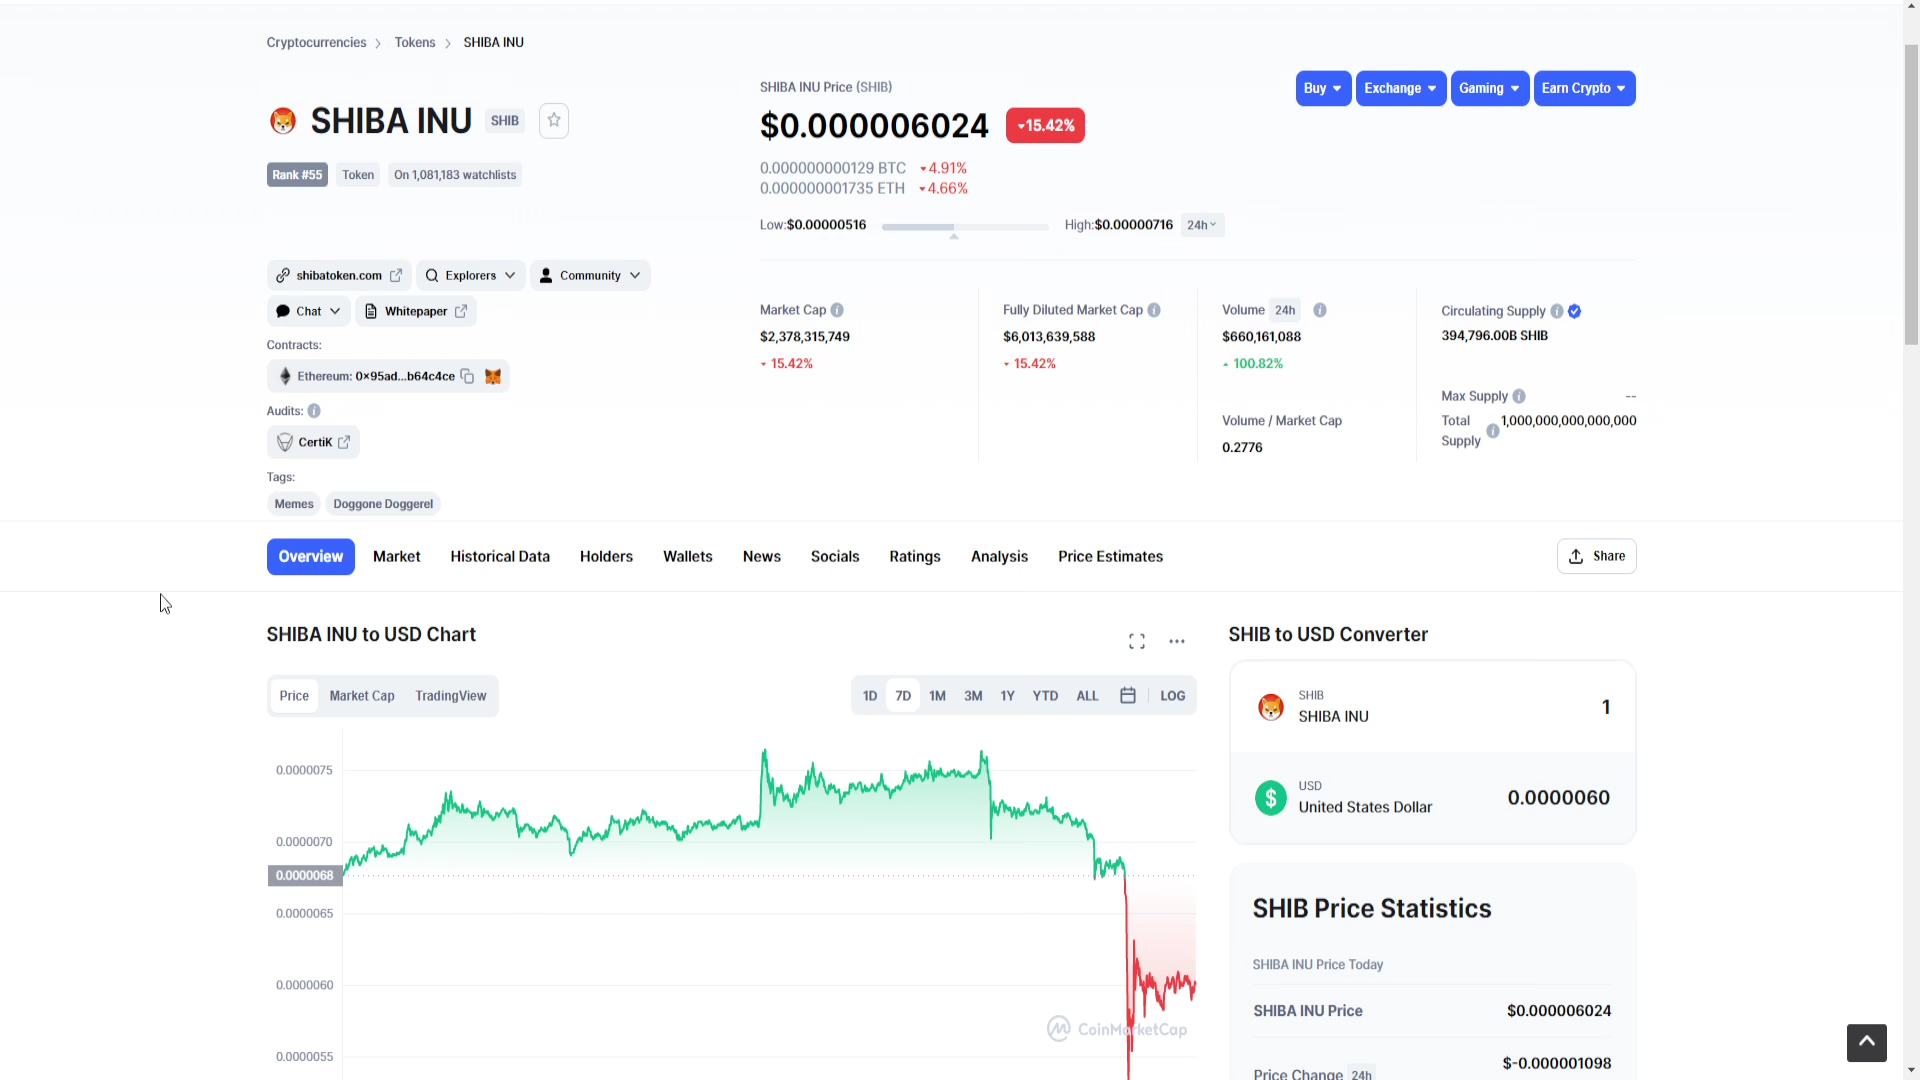 Cryptocurrencies > Tokens > SHIBA INU
SHIBA INU SHIB
Rank #55 Token On 1,081,183 watchlists
shibatoken.com Explorers Community
Chat Whitepaper
Contracts:
Ethereum: 0x95ad...b64c4ce
Audits:
CertiK
Tags:
Memes Doggone Doggerel
SHIBA INU Price (SHIB)
$0.000006024 15.42%
0.000000000129 BTC 4.91%
0.000000001735 ETH 4.66%
Low:$0.00000516 High:$0.00000716 24h
Buy Exchange Gaming Earn Crypto
Market Cap
$2,378,315,749
15.42%
Fully Diluted Market Cap
$6,013,639,588
15.42%
Volume 24h
$660,161,088
100.82%
Volume / Market Cap
0.2776
Circulating Supply
394,796.00B SHIB
Max Supply --
Total Supply 1,000,000,000,000,000
Overview Market Historical Data Holders Wallets News Socials Ratings Analysis Price Estimates Share
SHIBA INU to USD Chart
Price Market Cap TradingView
1D 7D 1M 3M 1Y YTD ALL LOG
0.0000075
0.0000070
0.0000068
0.0000065
0.0000060
0.0000055
CoinMarketCap
SHIB to USD Converter
SHIB
SHIBA INU 1
USD
United States Dollar 0.0000060
SHIB Price Statistics
SHIBA INU Price Today
SHIBA INU Price $0.000006024
Price Change 24h $-0.000001098